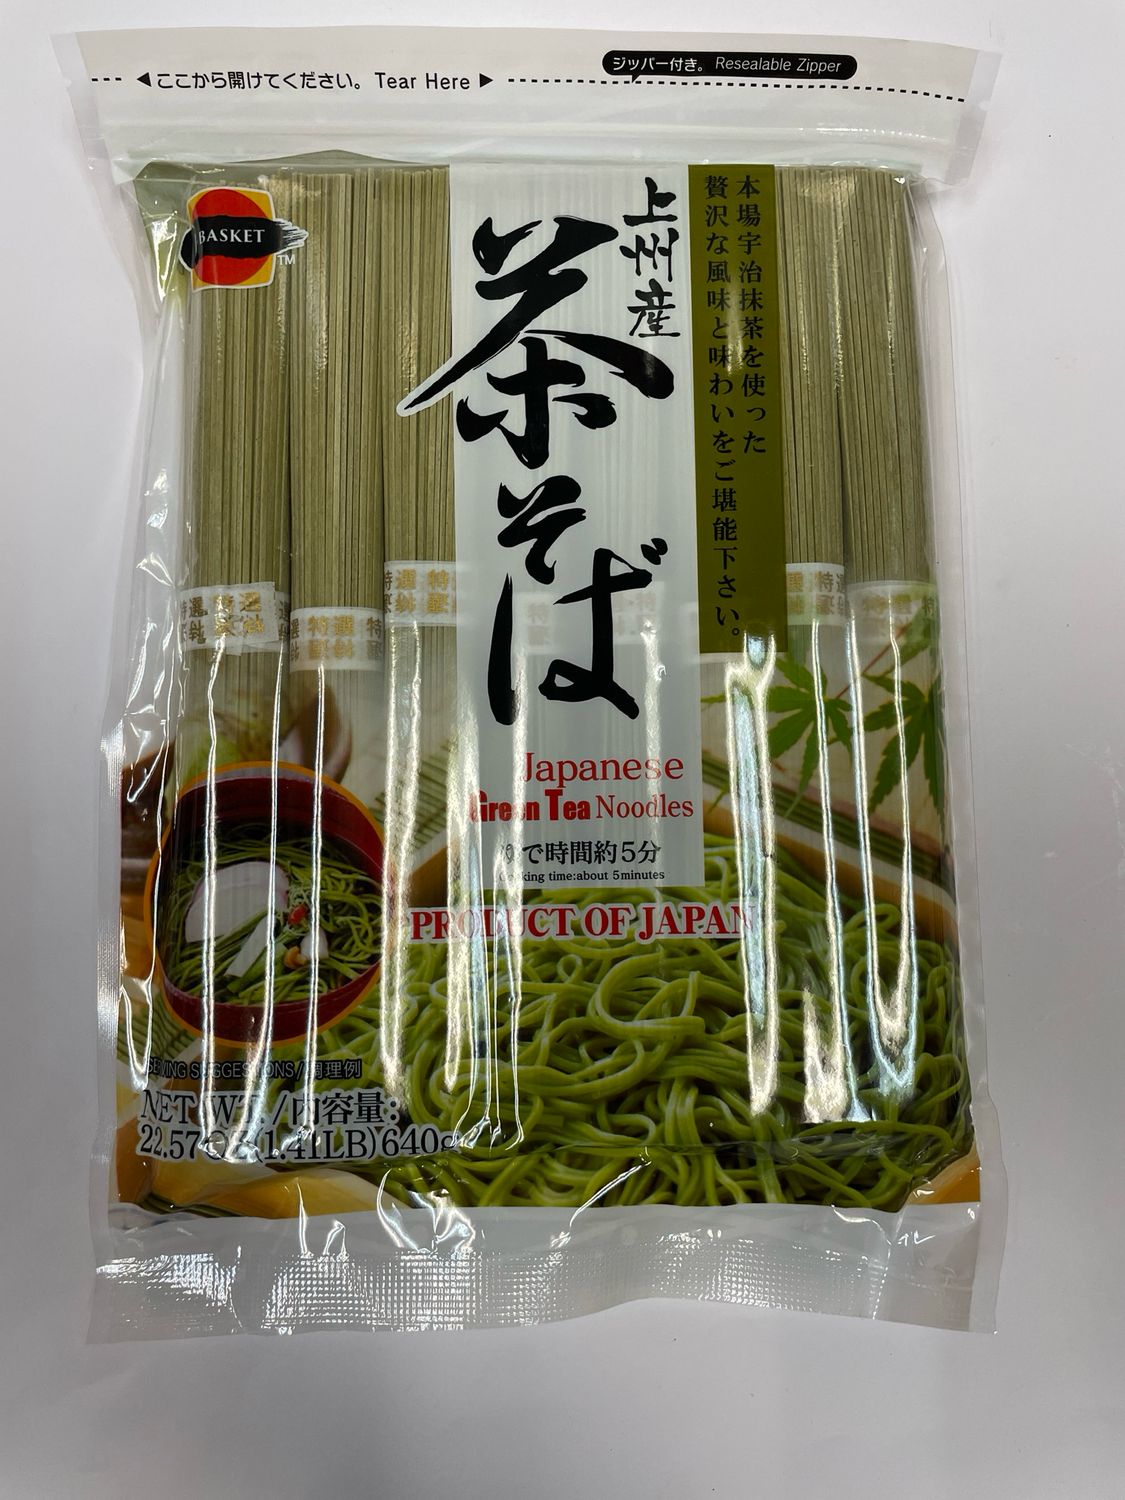 ◀ここから開けてください。 Tear Here ▶
ジッパー付き。 Resealable Zipper
BASKET
TM
上州産
茶そば
本場宇治抹茶を使った
贅沢な風味と味わいをご堪能下さい。
Japanese
Green Tea Noodles
で時間約5分
cooking time:about 5minutes
PRODUCT OF JAPAN
SERVING SUGGESTIONS/調理例
NET WT./内容量:
22.57OZ(1.41LB)640g